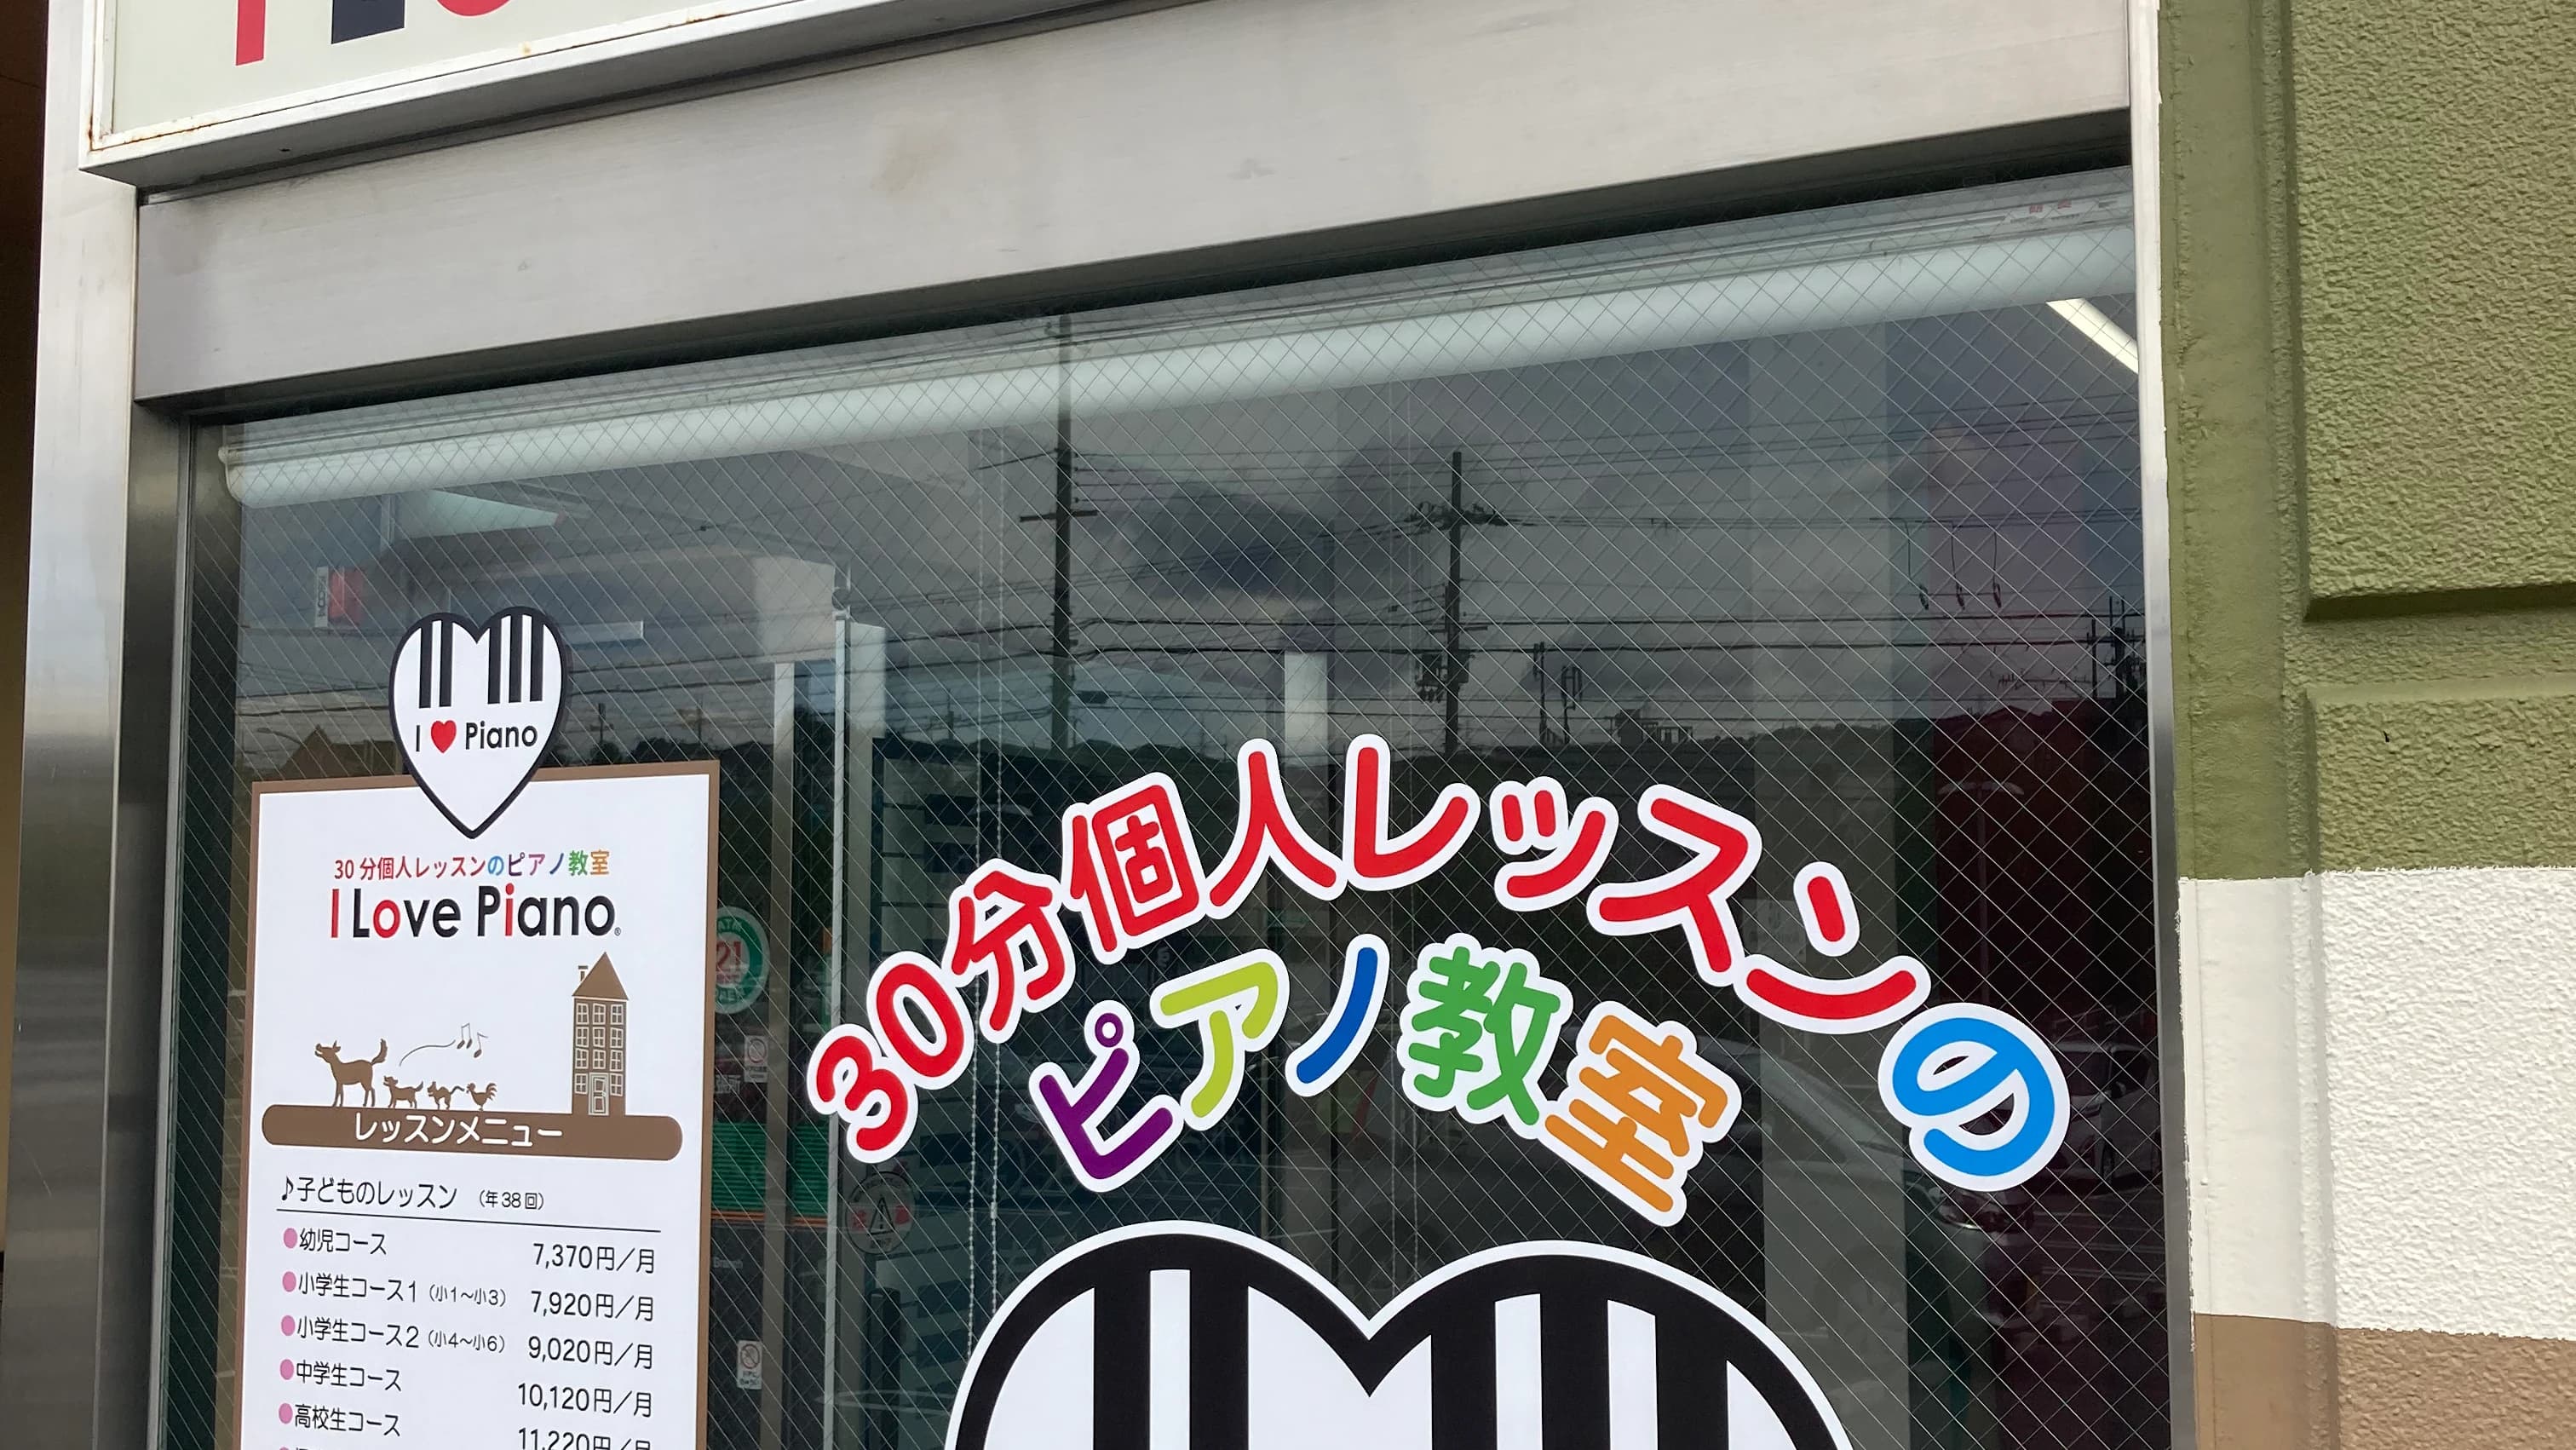 I ♥ Piano
30分個人レッスンのピアノ教室
I Love Piano®
レッスンメニュー
♪子どものレッスン （年38回）
●幼児コース 7,370円／月
●小学生コース1（小1～小3） 7,920円／月
●小学生コース2（小4～小6） 9,020円／月
●中学生コース 10,120円／月
●高校生コース 11,220円／月
30分個人レッスンの
ピアノ教室